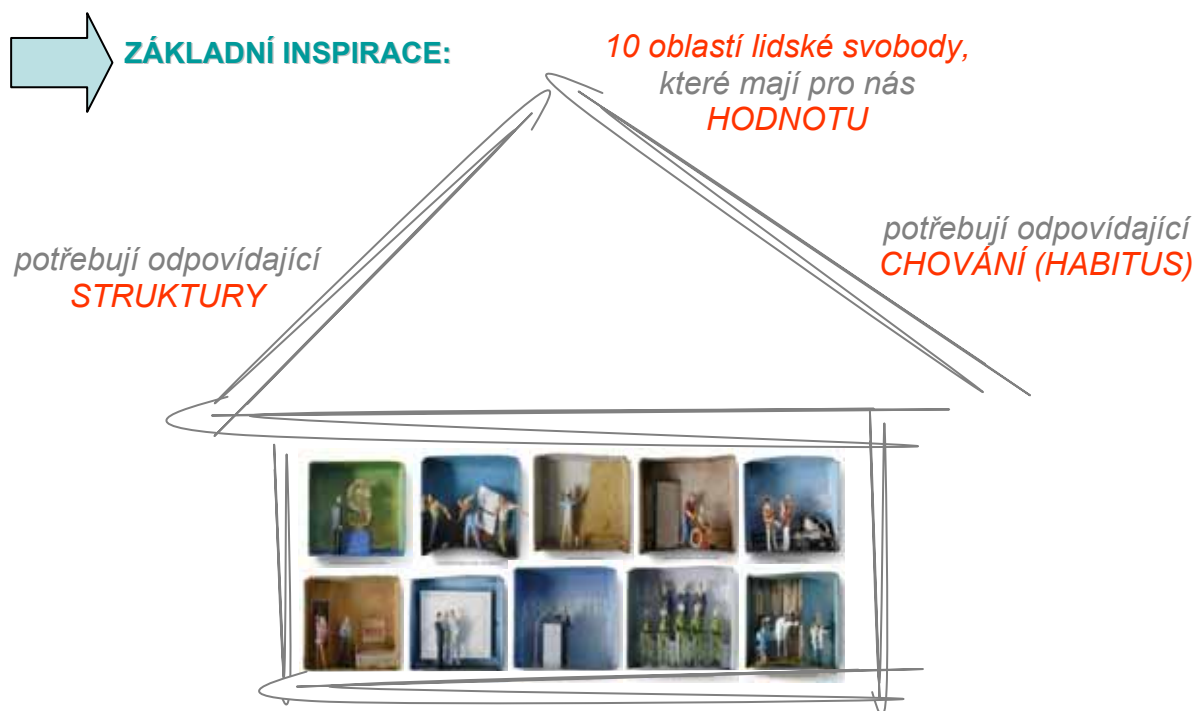 ZÁKLADNÍ INSPIRACE:
10 oblastí lidské svobody,
které mají pro nás
HODNOTU
potřebují odpovídající
STRUKTURY
potřebují odpovídající
CHOVÁNÍ (HABITUS)